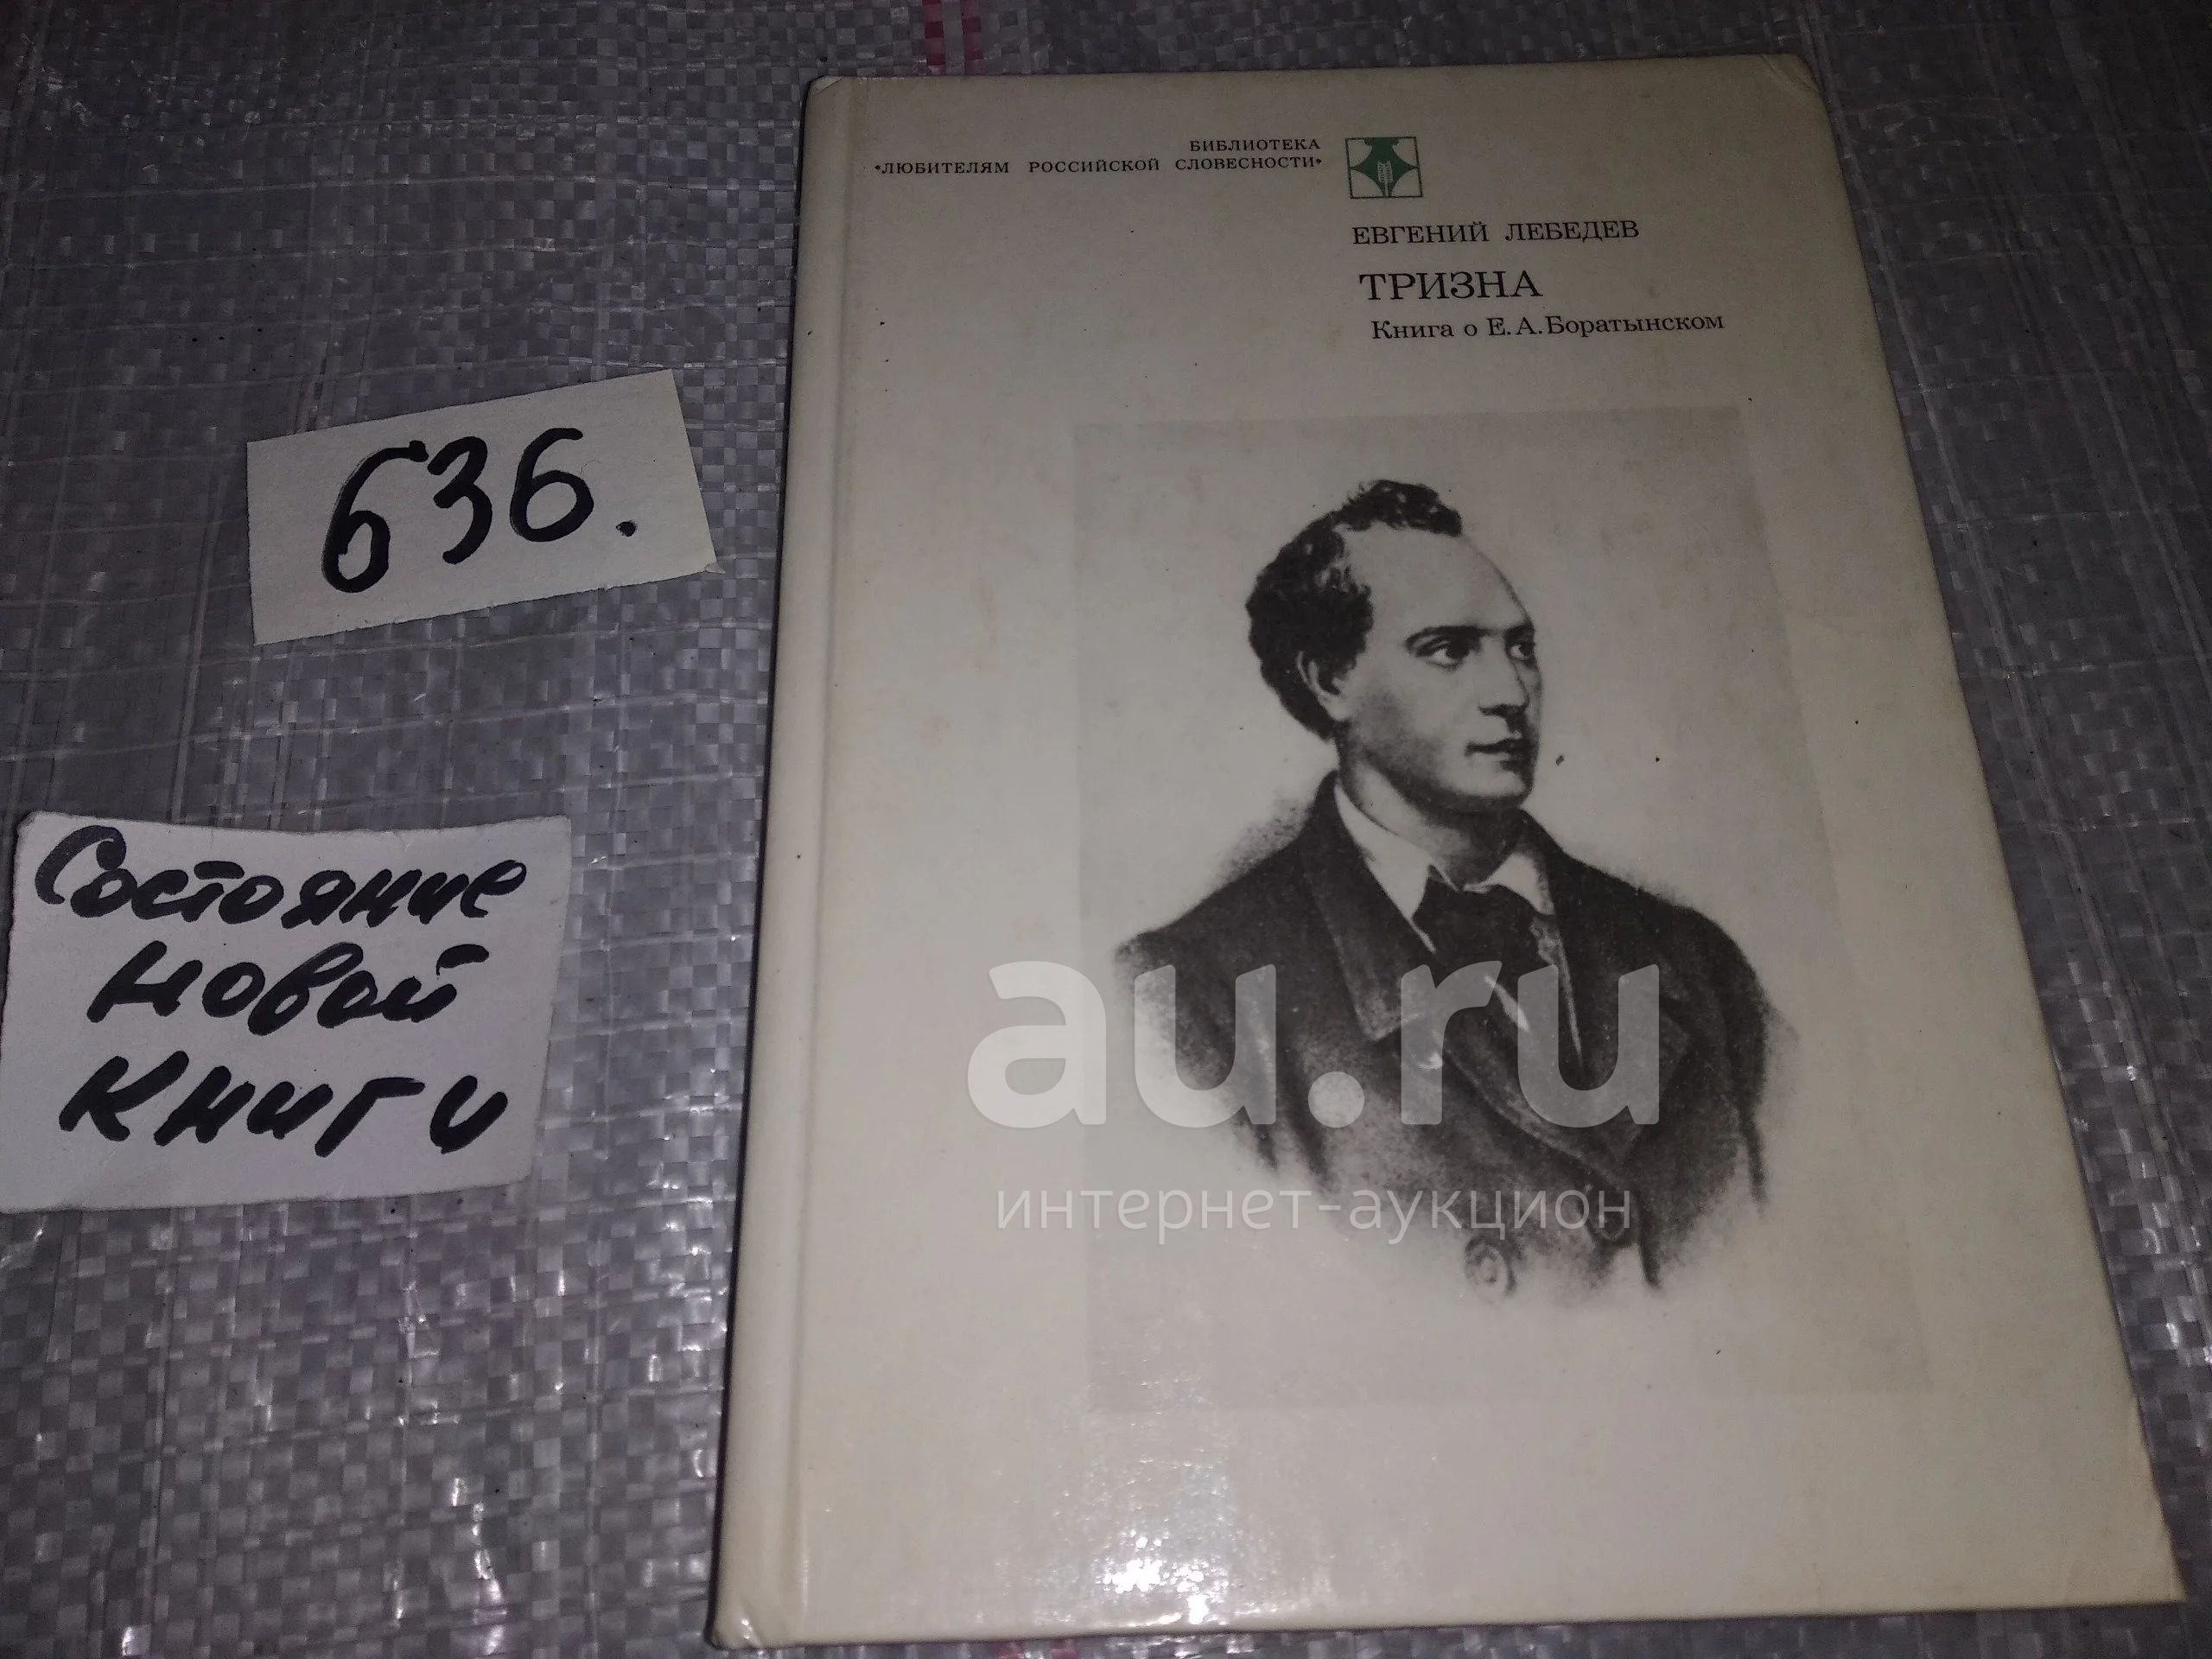 БИБЛИОТЕКА
«ЛЮБИТЕЛЯМ РОССИЙСКОЙ СЛОВЕСНОСТИ»
ЕВГЕНИЙ ЛЕБЕДЕВ
ТРИЗНА
Книга о Е. А. Боратынском
636.
Состояние
новой
книги
au.ru
интернет-аукцион